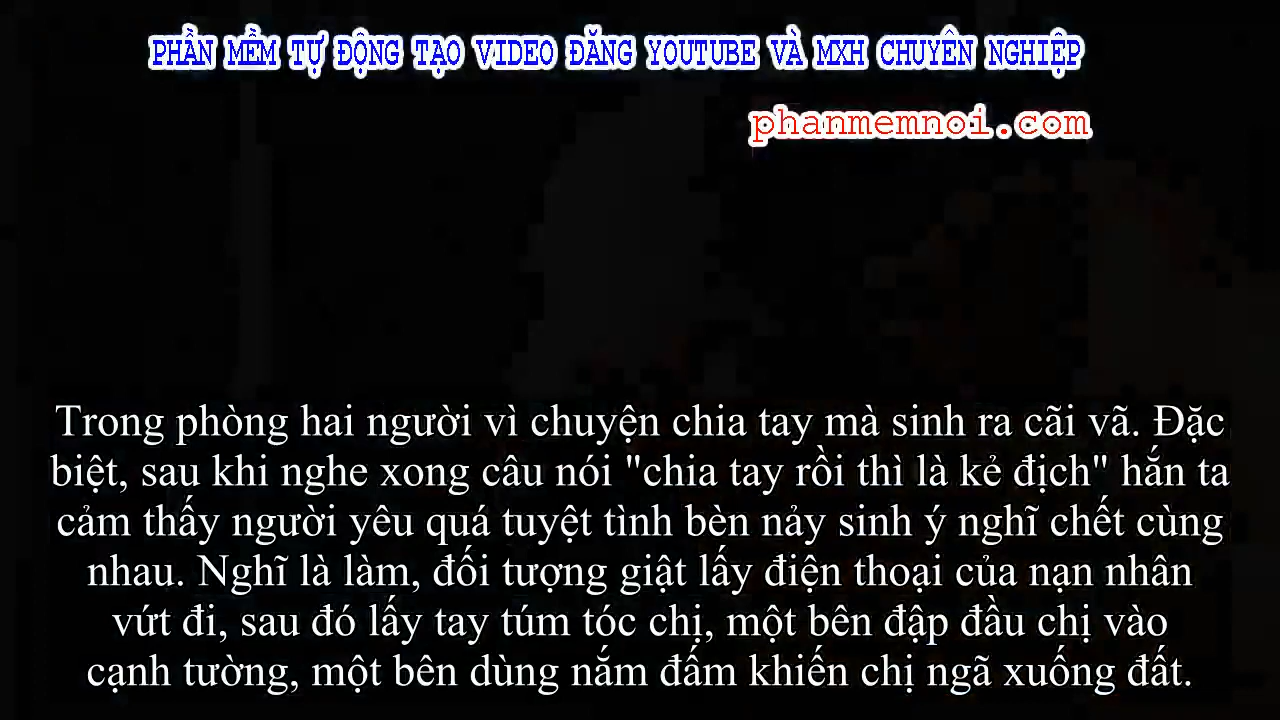 PHẦN MỀM TỰ ĐỘNG TẠO VIDEO ĐĂNG YOUTUBE VÀ MXH CHUYÊN NGHIỆP
phanmemnoi.com
Trong phòng hai người vì chuyện chia tay mà sinh ra cãi vã. Đặc
biệt, sau khi nghe xong câu nói "chia tay rồi thì là kẻ địch" hắn ta
cảm thấy người yêu quá tuyệt tình bèn nảy sinh ý nghĩ chết cùng
nhau. Nghĩ là làm, đối tượng giật lấy điện thoại của nạn nhân
vứt đi, sau đó lấy tay túm tóc chị, một bên đập đầu chị vào
cạnh tường, một bên dùng nắm đấm khiến chị ngã xuống đất.